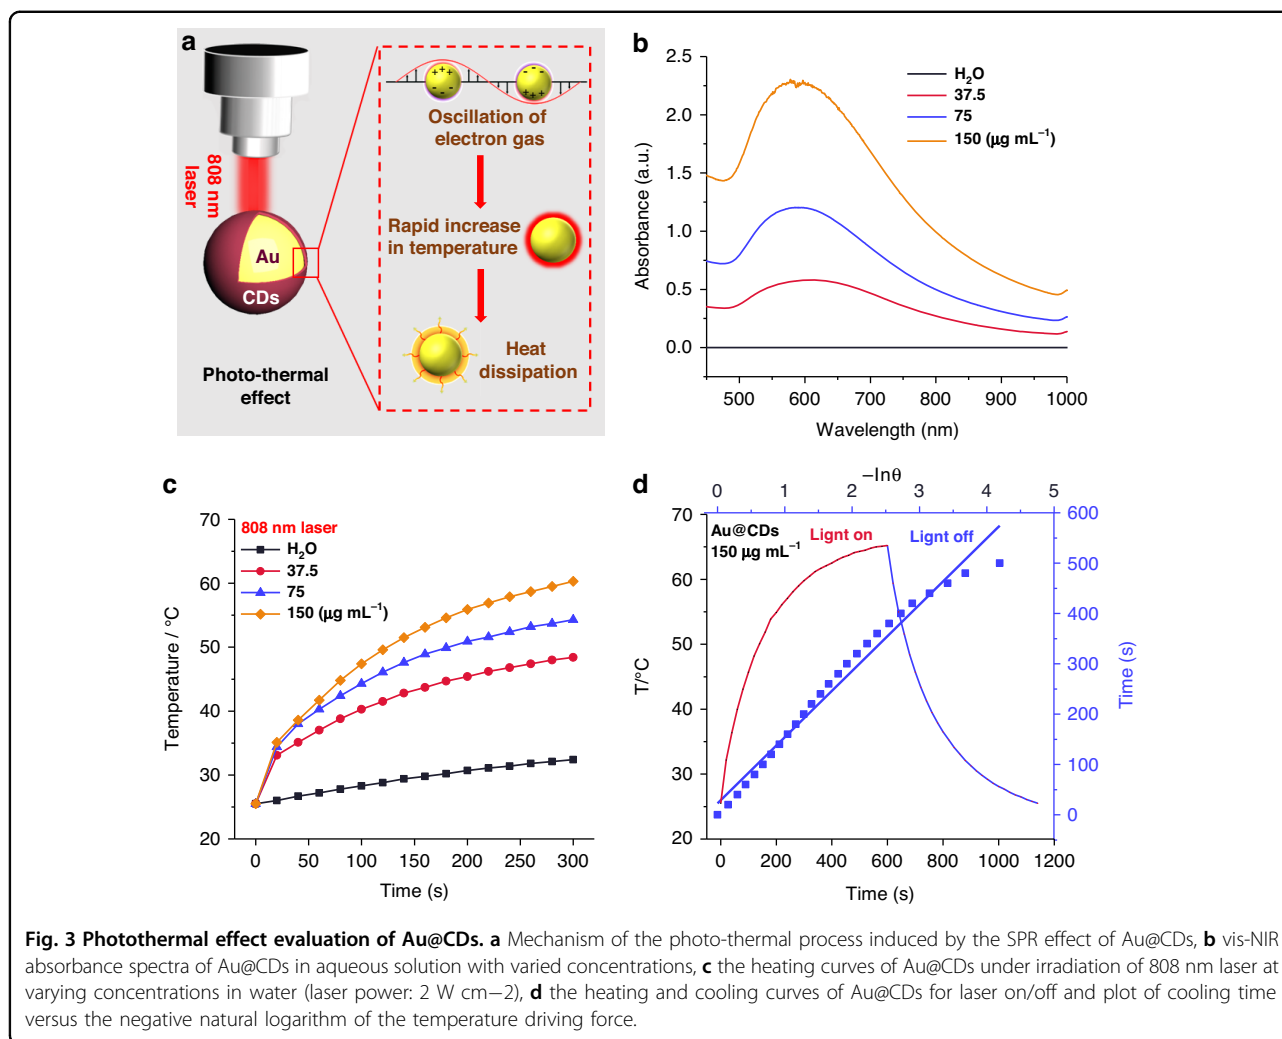 a
808 nm
laser
Au
CDs
Photo-thermal
effect
+++
- - -
- - -
+++
Oscillation of
electron gas
Rapid increase
in temperature
Heat
dissipation
b
2.5
2.0
1.5
1.0
0.5
0.0
Absorbance (a.u.)
H₂O
37.5
75
150 (µg mL⁻¹)
500 600 700 800 900 1000
Wavelength (nm)
c
70
60
50
40
30
20
Temperature / °C
808 nm laser
H₂O
37.5
75
150 (µg mL⁻¹)
0 50 100 150 200 250 300
Time (s)
d
−lnθ
0 1 2 3 4 5
70
65
60
55
50
45
40
35
30
25
20
T/°C
Au@CDs
150 µg mL⁻¹
Lignt on
Lignt off
600
500
400
300
200
100
0
Time (s)
0 200 400 600 800 1000 1200
Time (s)
Fig. 3 Photothermal effect evaluation of Au@CDs. a Mechanism of the photo-thermal process induced by the SPR effect of Au@CDs, b vis-NIR
absorbance spectra of Au@CDs in aqueous solution with varied concentrations, c the heating curves of Au@CDs under irradiation of 808 nm laser at
varying concentrations in water (laser power: 2 W cm−2), d the heating and cooling curves of Au@CDs for laser on/off and plot of cooling time
versus the negative natural logarithm of the temperature driving force.